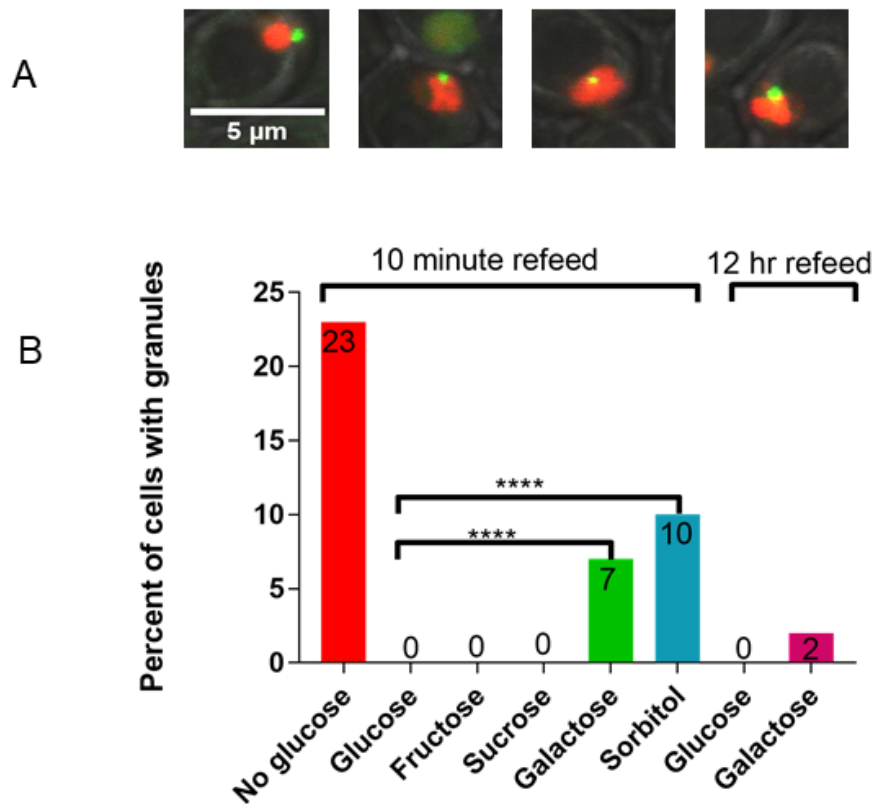 A
5 µm
B
10 minute refeed
12 hr refeed
Percent of cells with granules
25
20
15
10
5
0
23
0
0
0
7
10
0
2
****
****
No glucose
Glucose
Fructose
Sucrose
Galactose
Sorbitol
Glucose
Galactose